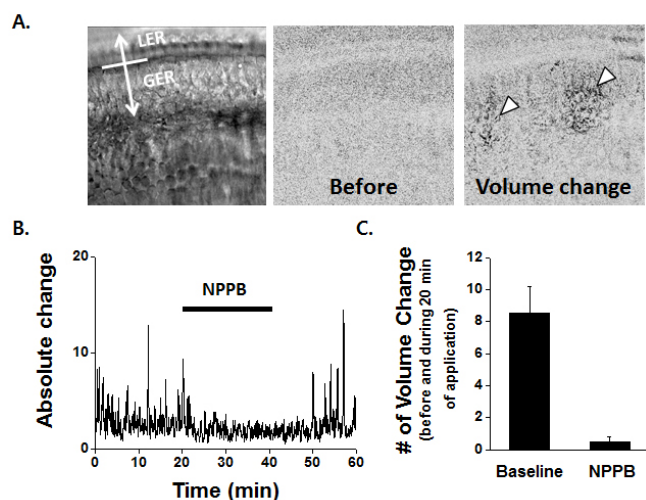 A.
LER
GER
Before
Volume change
B.
Absolute change
20
10
0
NPPB
0 10 20 30 40 50 60
Time (min)
C.
# of Volume Change
(before and during 20 min
of application)
12
10
8
6
4
2
0
Baseline NPPB